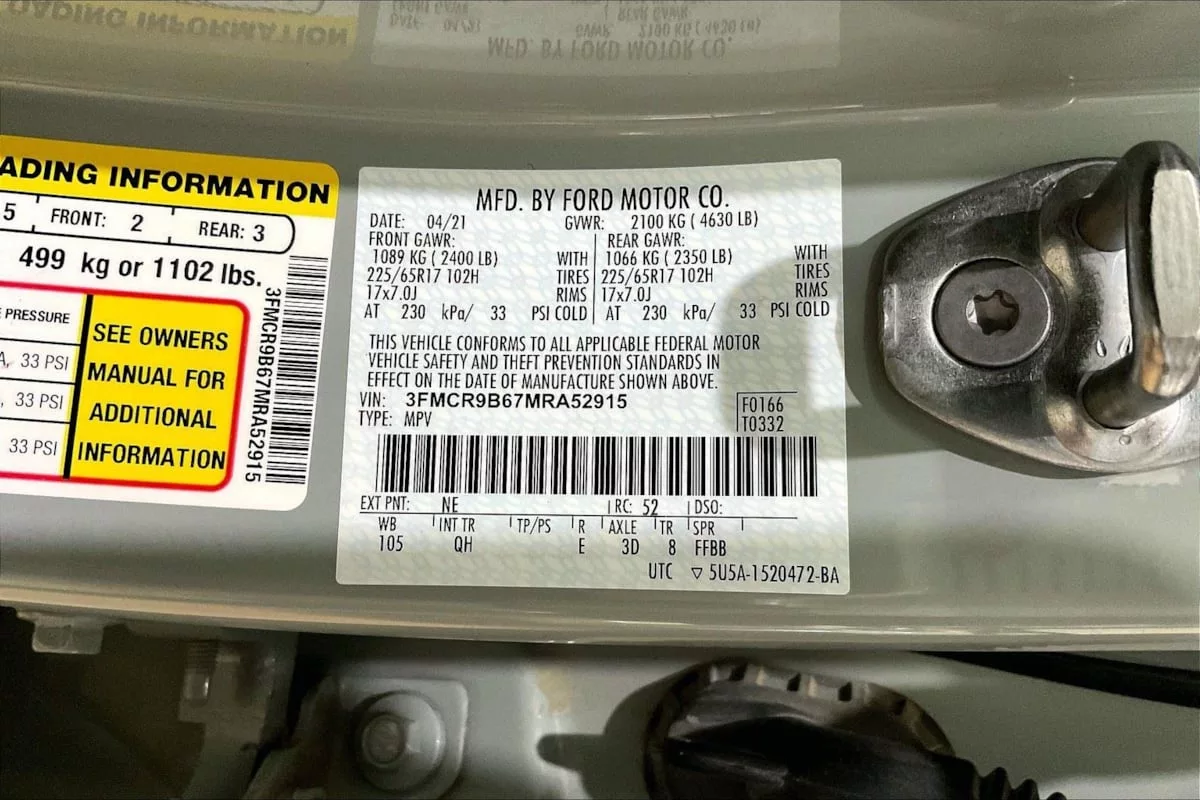 ADING INFORMATION
5 FRONT: 2 REAR: 3
499 kg or 1102 lbs.
PRESSURE
33 PSI
33 PSI
33 PSI
SEE OWNERS
MANUAL FOR
ADDITIONAL
INFORMATION
3FMCR9B67MRA52915
MFD. BY FORD MOTOR CO.
DATE: 04/21 GVWR: 2100 KG ( 4630 LB)
FRONT GAWR: REAR GAWR:
1089 KG ( 2400 LB) WITH 1066 KG ( 2350 LB) WITH
225/65R17 102H TIRES 225/65R17 102H TIRES
17x7.0J RIMS 17x7.0J RIMS
AT 230 kPa/ 33 PSI COLD AT 230 kPa/ 33 PSI COLD
THIS VEHICLE CONFORMS TO ALL APPLICABLE FEDERAL MOTOR
VEHICLE SAFETY AND THEFT PREVENTION STANDARDS IN
EFFECT ON THE DATE OF MANUFACTURE SHOWN ABOVE.
VIN: 3FMCR9B67MRA52915
TYPE: MPV
F0166
T0332
EXT PNT: NE RC: 52 DSO:
WB INT TR TP/PS R AXLE TR SPR
105 QH E 3D 8 FFBB
UTC ▽ 5U5A-1520472-BA